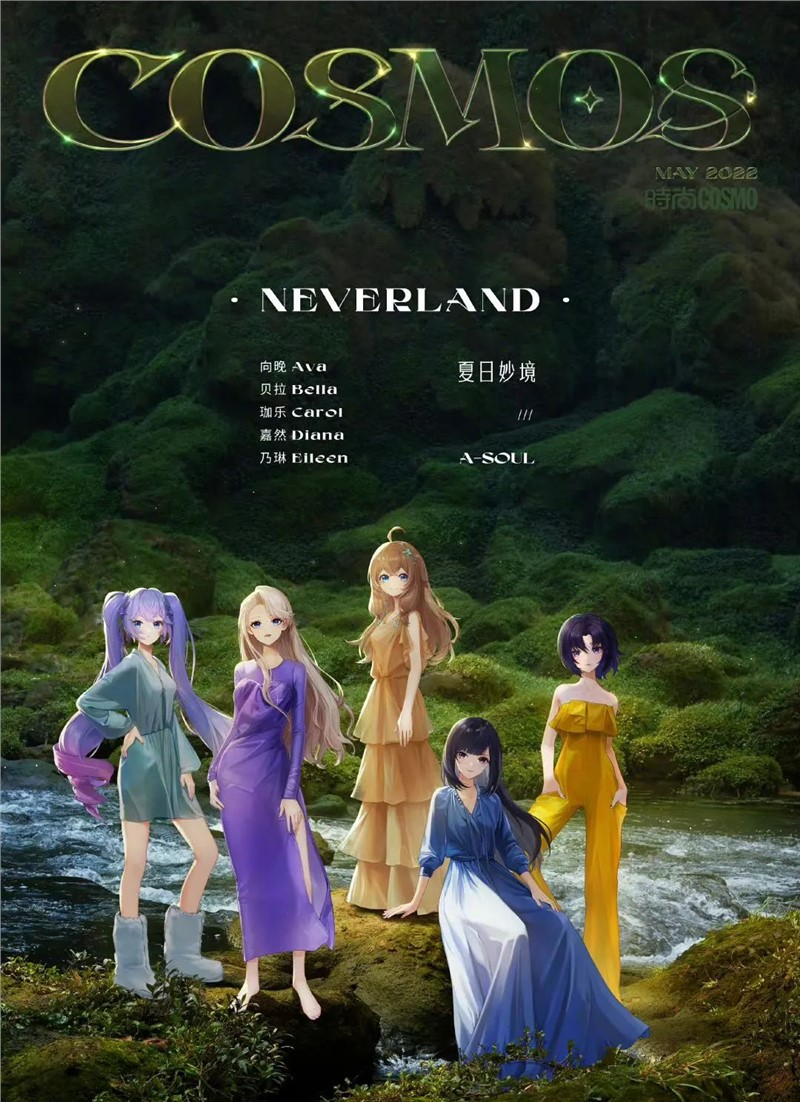 COSMOS
MAY 2022
時尚COSMO
· NEVERLAND ·
向晚 Ava
贝拉 Bella
珈乐 Carol
嘉然 Diana
乃琳 Eileen
夏日妙境
///
A-SOUL